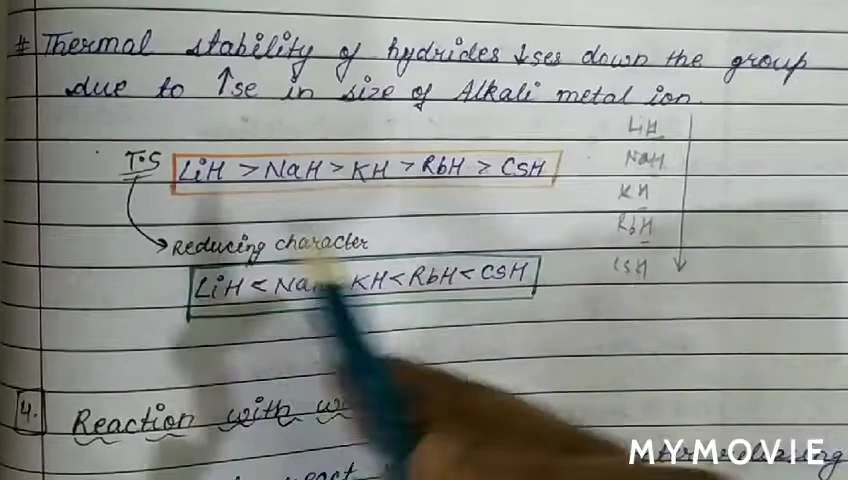 # Thermal stability of hydrides ↓ses down the group
due to ↑se in size of Alkali metal ion.
LiH
NaH
KH
RbH
CsH
T.S LiH > NaH > KH > RbH > CsH
Reducing character
LiH < Na KH < RbH < CsH
4. Reaction with
MYMOVIE